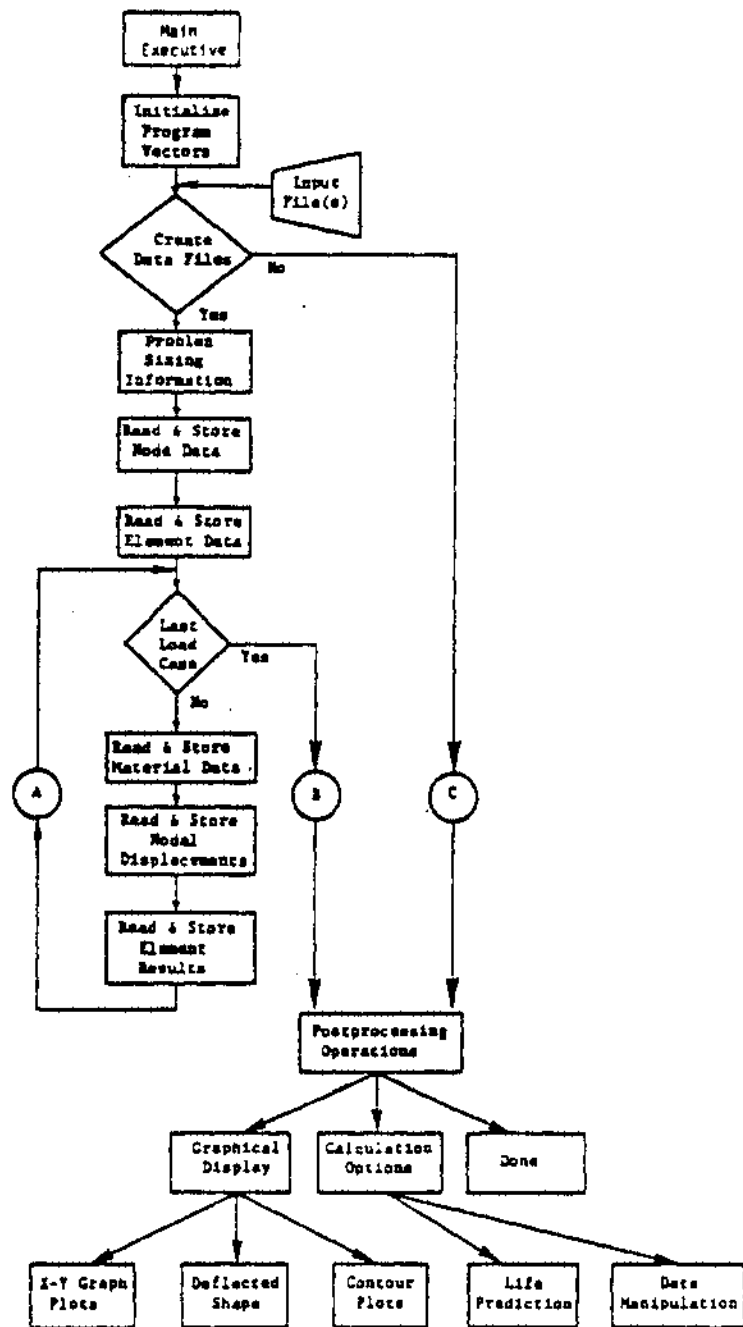 Main
Executive
Initialize
Program
Vectors
Input
File(s)
Create
Data Files
No
Yes
Problem
Sizing
Information
Read & Store
Node Data
Read & Store
Element Data
Last
Load
Case
Yes
No
Read & Store
Material Data
A
B
C
Read & Store
Nodal
Displacements
Read & Store
Element
Results
Postprocessing
Operations
Graphical
Display
Calculation
Options
Done
X-Y Graph
Plots
Deflected
Shape
Contour
Plots
Life
Prediction
Data
Manipulation